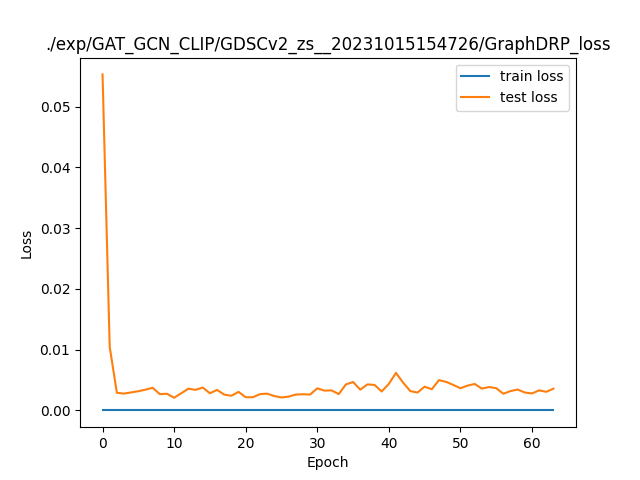 ./exp/GAT_GCN_CLIP/GDSCv2_zs__20231015154726/GraphDRP_loss
train loss
test loss
0.05
0.04
0.03
0.02
0.01
0.00
Loss
0 10 20 30 40 50 60
Epoch